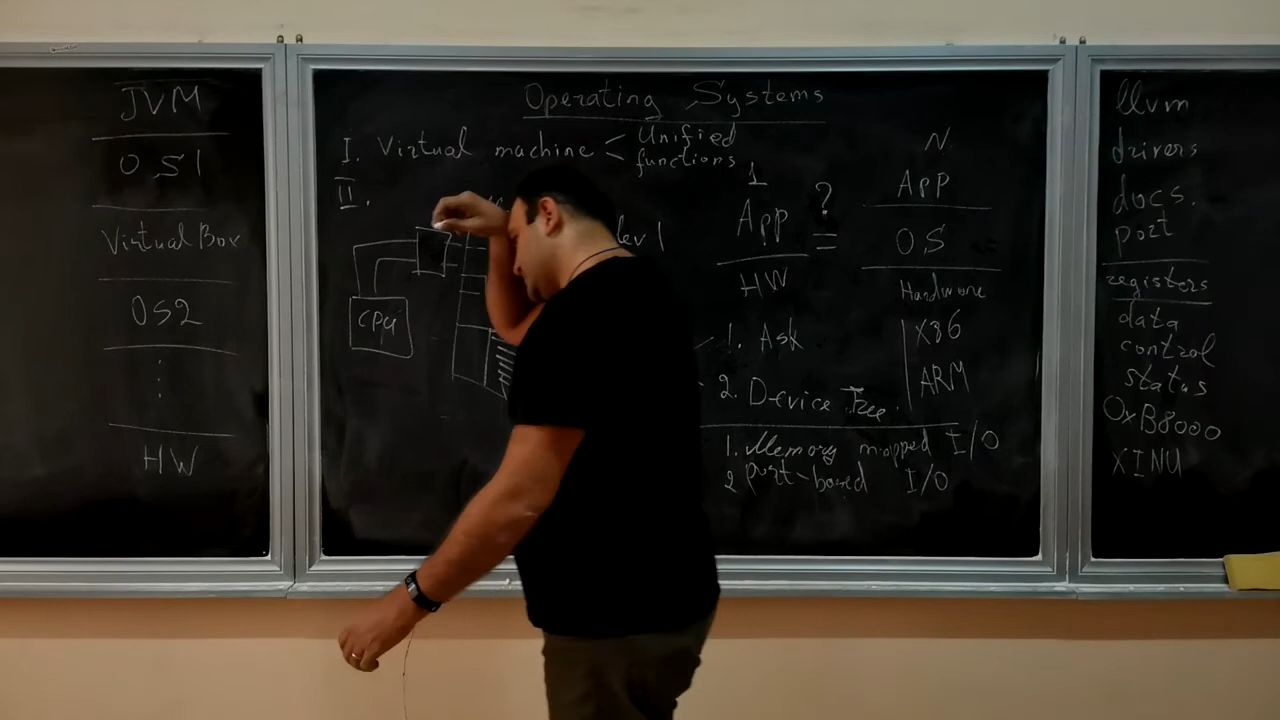 JVM
OS1
VirtualBox
OS2
HW
Operating Systems
I. Virtual machine < Unified
< functions
II.
CPU
1
App
HW
?
=
N
App
OS
Hardware
X86
ARM
1. Ask
2. Device Tree.
1. Memory mapped I/O
2 Port-based I/O
llvm
drivers
docs.
port
registers
data
control
status
0xB8000
XINU